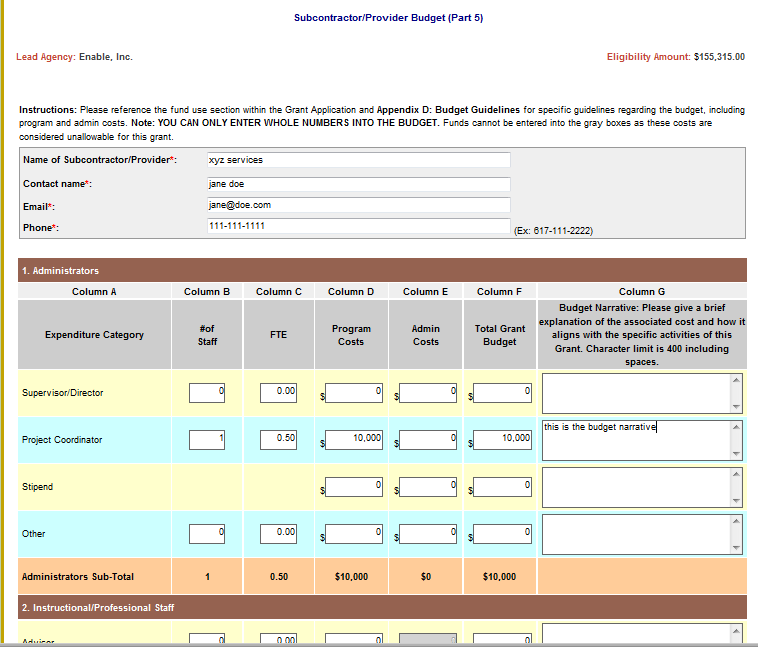 Subcontractor/Provider Budget (Part 5)
Lead Agency: Enable, Inc. Eligibility Amount: $155,315.00
Instructions: Please reference the fund use section within the Grant Application and Appendix D: Budget Guidelines for specific guidelines regarding the budget, including
program and admin costs. Note: YOU CAN ONLY ENTER WHOLE NUMBERS INTO THE BUDGET. Funds cannot be entered into the gray boxes as these costs are
considered unallowable for this grant.
Name of Subcontractor/Provider*: xyz services
Contact name*: jane doe
Email*: jane@doe.com
Phone*: 111-111-1111 (Ex: 617-111-2222)
1. Administrators
Column A Column B Column C Column D Column E Column F Column G
Expenditure Category #of Staff FTE Program Costs Admin Costs Total Grant Budget Budget Narrative: Please give a brief explanation of the associated cost and how it aligns with the specific activities of this Grant. Character limit is 400 including spaces.
Supervisor/Director 0 0.00 $ 0 $ 0 $ 0
Project Coordinator 1 0.50 $ 10,000 $ 0 $ 10,000 this is the budget narrative
Stipend $ 0 $ 0 $ 0
Other 0 0.00 $ 0 $ 0 $ 0
Administrators Sub-Total 1 0.50 $10,000 $0 $10,000
2. Instructional/Professional Staff
Advisor 0 0.00 0 0 0